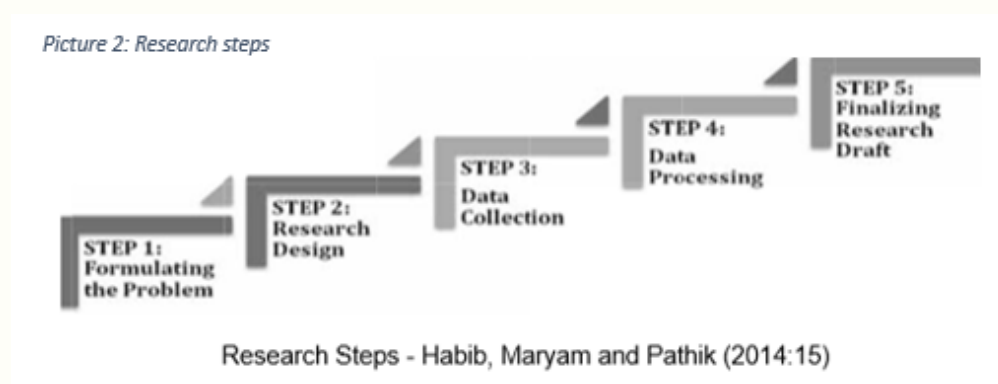 Picture 2: Research steps
STEP 1:
Formulating
the Problem
STEP 2:
Research
Design
STEP 3:
Data
Collection
STEP 4:
Data
Processing
STEP 5:
Finalizing
Research
Draft
Research Steps - Habib, Maryam and Pathik (2014:15)